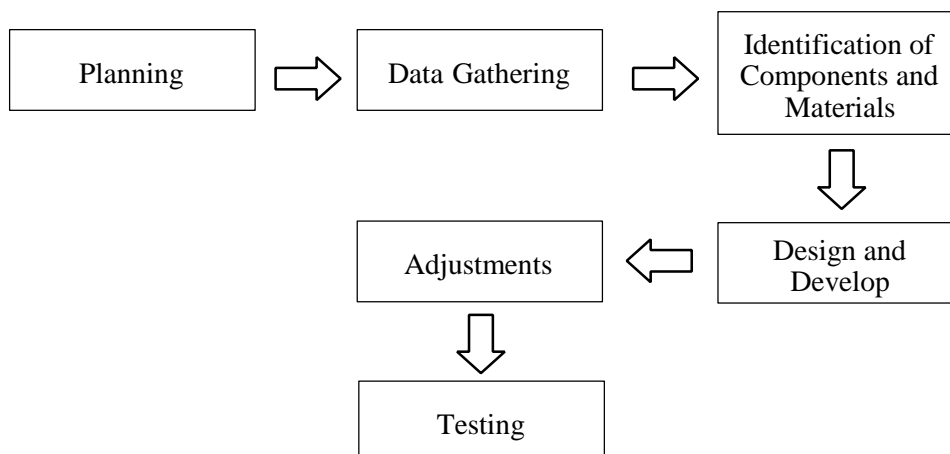 Planning
Data Gathering
Identification of
Components and
Materials
Design and
Develop
Adjustments
Testing